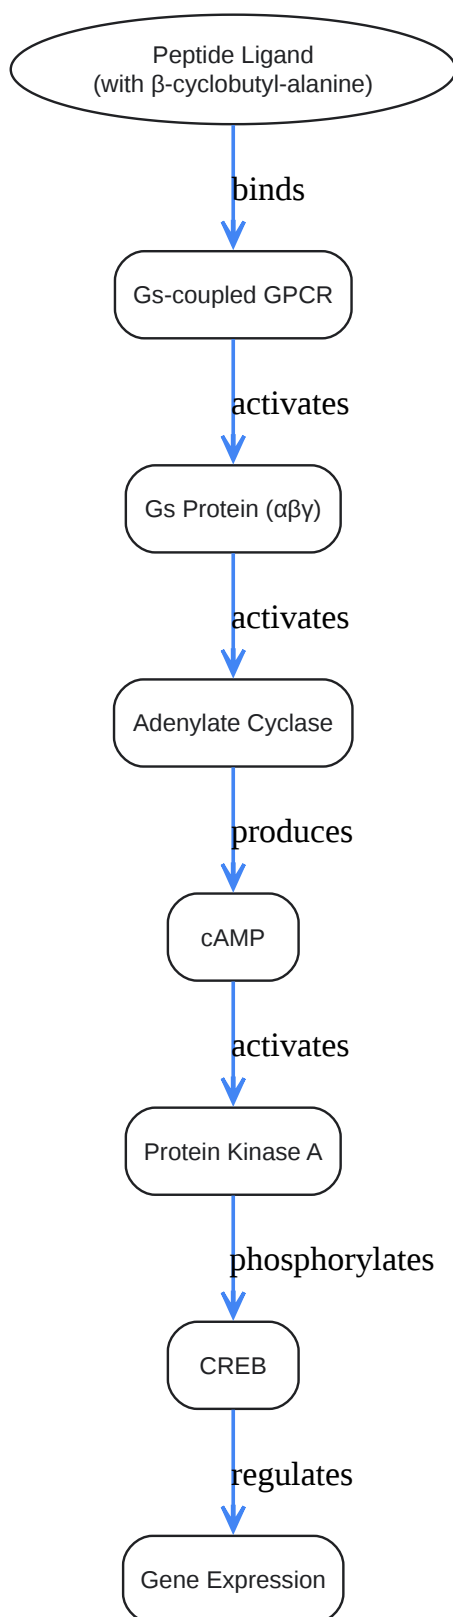 Peptide Ligand
(with β-cyclobutyl-alanine)
binds
Gs-coupled GPCR
activates
Gs Protein (αβγ)
activates
Adenylate Cyclase
produces
cAMP
activates
Protein Kinase A
phosphorylates
CREB
regulates
Gene Expression